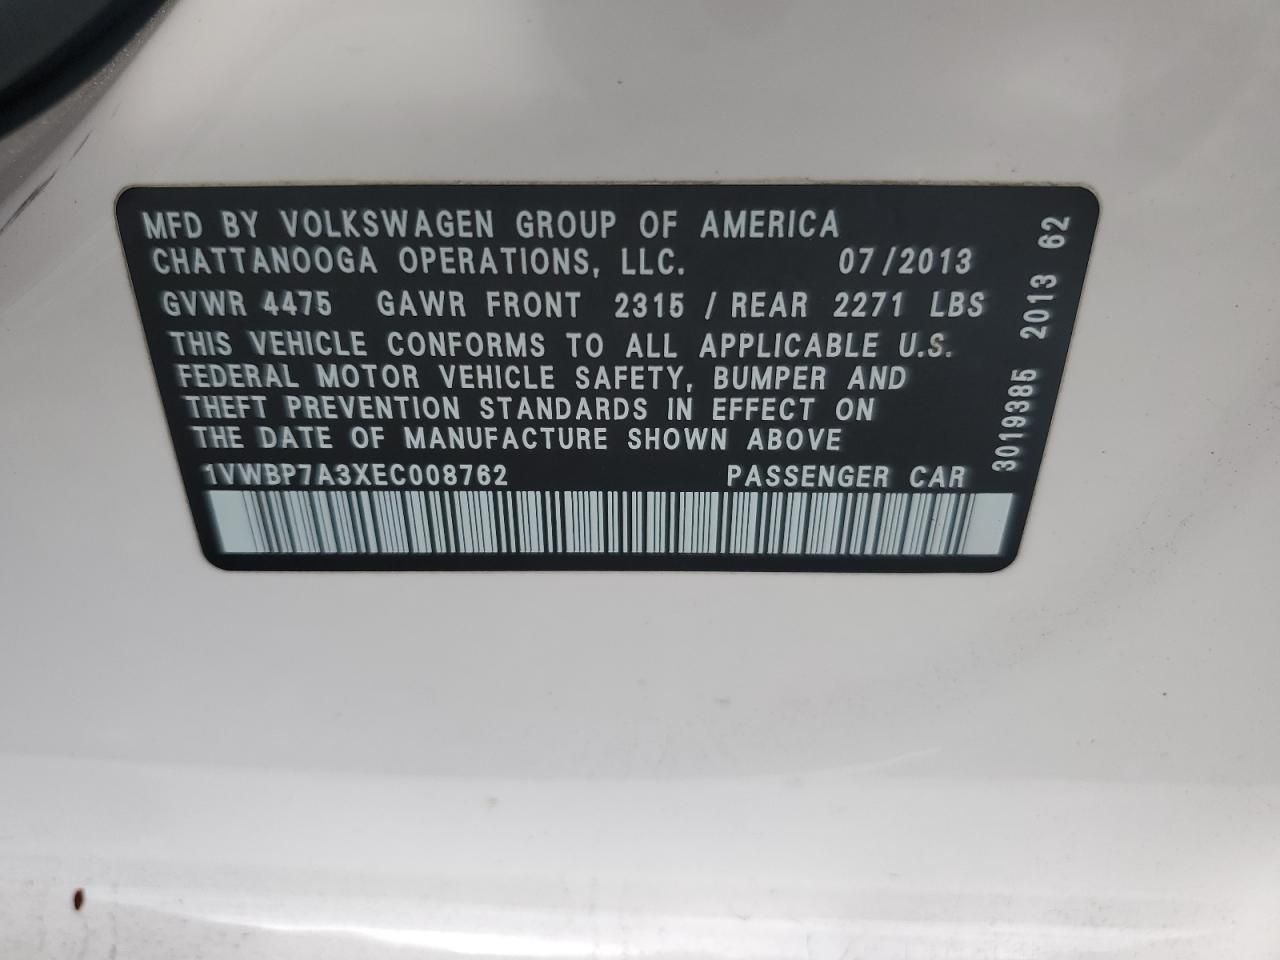 MFD BY VOLKSWAGEN GROUP OF AMERICA
CHATTANOOGA OPERATIONS, LLC. 07/2013
GVWR 4475 GAWR FRONT 2315 / REAR 2271 LBS
THIS VEHICLE CONFORMS TO ALL APPLICABLE U.S.
FEDERAL MOTOR VEHICLE SAFETY, BUMPER AND
THEFT PREVENTION STANDARDS IN EFFECT ON
THE DATE OF MANUFACTURE SHOWN ABOVE
1VWBP7A3XEC008762 PASSENGER CAR
3019385 2013 62